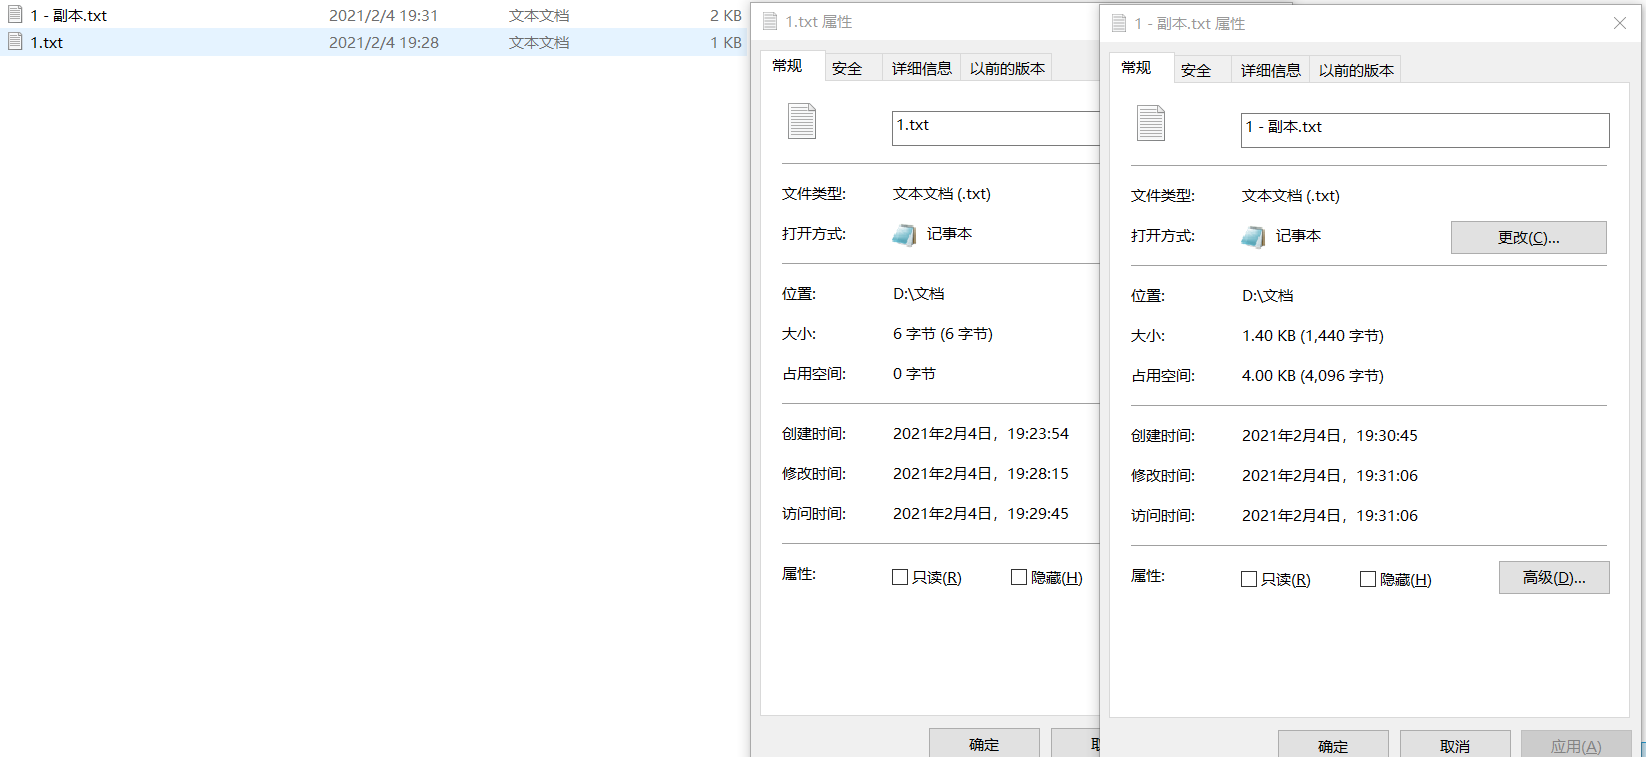 1 - 副本.txt 2021/2/4 19:31 文本文档 2 KB
1.txt 2021/2/4 19:28 文本文档 1 KB
1.txt 属性
常规 安全 详细信息 以前的版本
1.txt
文件类型: 文本文档 (.txt)
打开方式: 记事本
位置: D:\文档
大小: 6 字节 (6 字节)
占用空间: 0 字节
创建时间: 2021年2月4日，19:23:54
修改时间: 2021年2月4日，19:28:15
访问时间: 2021年2月4日，19:29:45
属性: 只读(R) 隐藏(H)
确定
1 - 副本.txt 属性
常规 安全 详细信息 以前的版本
1 - 副本.txt
文件类型: 文本文档 (.txt)
打开方式: 记事本 更改(C)...
位置: D:\文档
大小: 1.40 KB (1,440 字节)
占用空间: 4.00 KB (4,096 字节)
创建时间: 2021年2月4日，19:30:45
修改时间: 2021年2月4日，19:31:06
访问时间: 2021年2月4日，19:31:06
属性: 只读(R) 隐藏(H) 高级(D)...
确定 取消 应用(A)